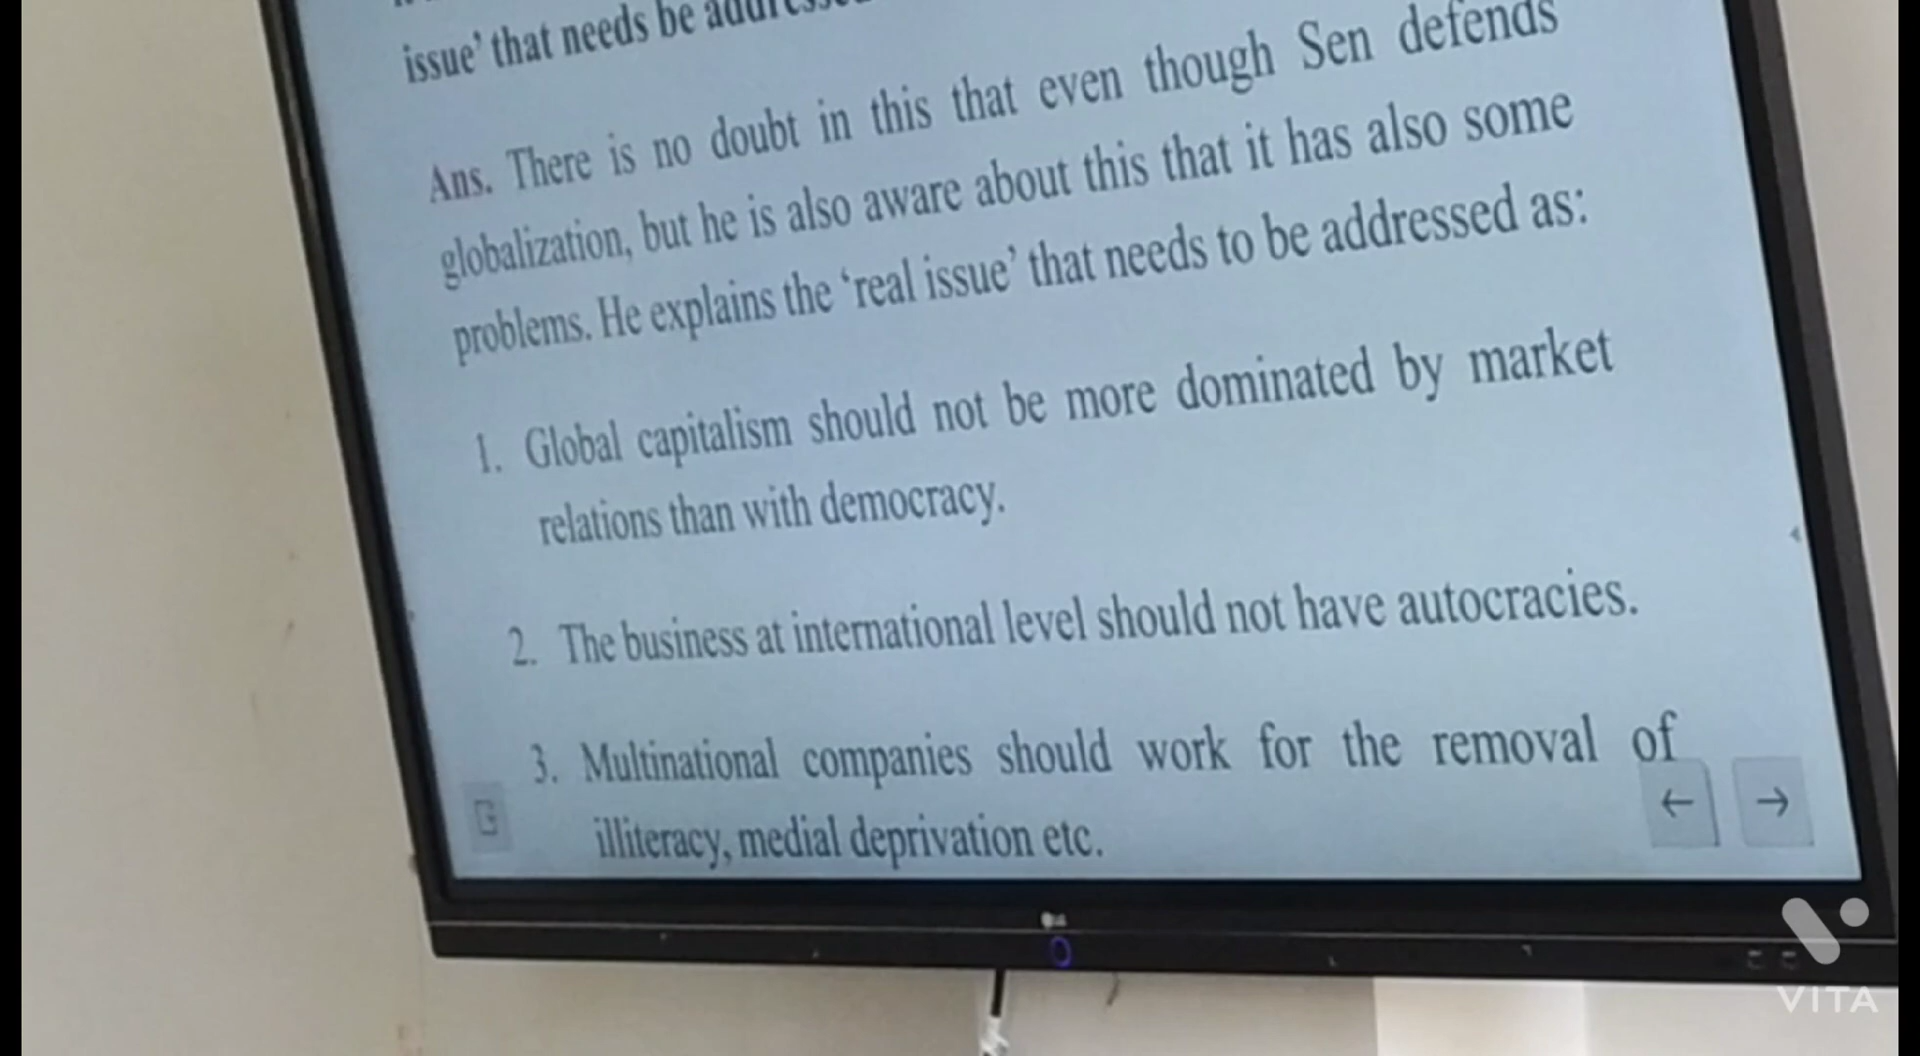 issue’ that needs be addressed
Ans. There is no doubt in this that even though Sen defends
globalization, but he is also aware about this that it has also some
problems. He explains the ‘real issue’ that needs to be addressed as:
1. Global capitalism should not be more dominated by market
relations than with democracy.
2. The business at international level should not have autocracies.
3. Multinational companies should work for the removal of
illiteracy, medial deprivation etc.
VITA